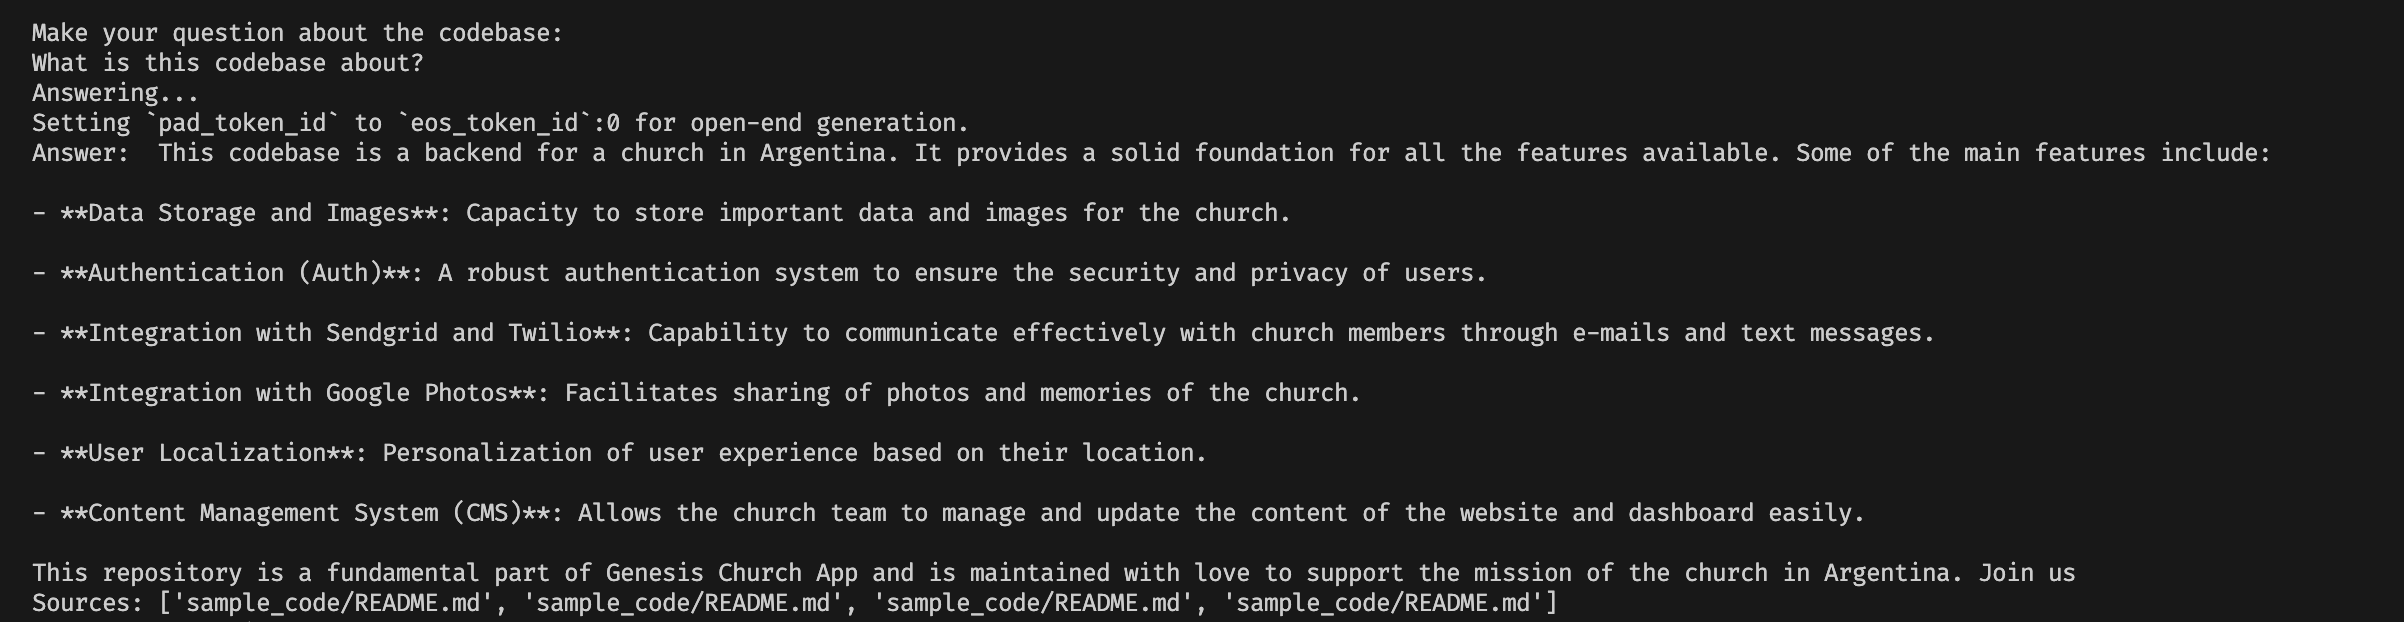 Make your question about the codebase:
What is this codebase about?
Answering...
Setting `pad_token_id` to `eos_token_id`:0 for open-end generation.
Answer:  This codebase is a backend for a church in Argentina. It provides a solid foundation for all the features available. Some of the main features include:
- **Data Storage and Images**: Capacity to store important data and images for the church.
- **Authentication (Auth)**: A robust authentication system to ensure the security and privacy of users.
- **Integration with Sendgrid and Twilio**: Capability to communicate effectively with church members through e-mails and text messages.
- **Integration with Google Photos**: Facilitates sharing of photos and memories of the church.
- **User Localization**: Personalization of user experience based on their location.
- **Content Management System (CMS)**: Allows the church team to manage and update the content of the website and dashboard easily.
This repository is a fundamental part of Genesis Church App and is maintained with love to support the mission of the church in Argentina. Join us
Sources: ['sample_code/README.md', 'sample_code/README.md', 'sample_code/README.md', 'sample_code/README.md']